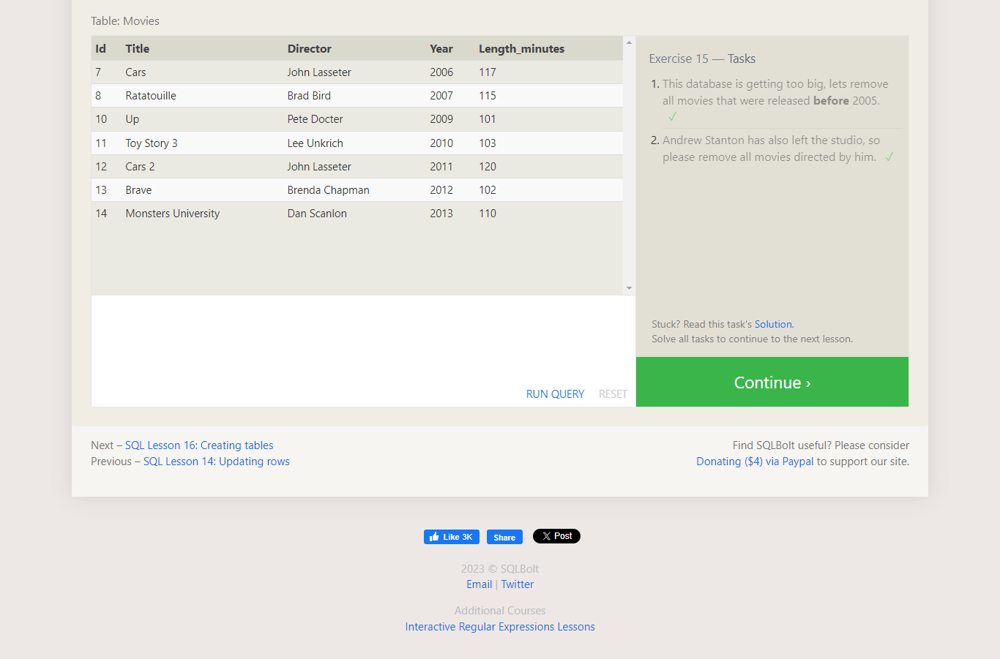 Table: Movies
Id Title Director Year Length_minutes
7 Cars John Lasseter 2006 117
8 Ratatouille Brad Bird 2007 115
10 Up Pete Docter 2009 101
11 Toy Story 3 Lee Unkrich 2010 103
12 Cars 2 John Lasseter 2011 120
13 Brave Brenda Chapman 2012 102
14 Monsters University Dan Scanlon 2013 110
RUN QUERY RESET
Exercise 15 — Tasks
1. This database is getting too big, lets remove
all movies that were released before 2005.
✓
2. Andrew Stanton has also left the studio, so
please remove all movies directed by him. ✓
Stuck? Read this task's Solution.
Solve all tasks to continue to the next lesson.
Continue ›
Next – SQL Lesson 16: Creating tables
Previous – SQL Lesson 14: Updating rows
Find SQLBolt useful? Please consider
Donating ($4) via Paypal to support our site.
Like 3K Share X Post
2023 © SQLBolt
Email | Twitter
Additional Courses
Interactive Regular Expressions Lessons